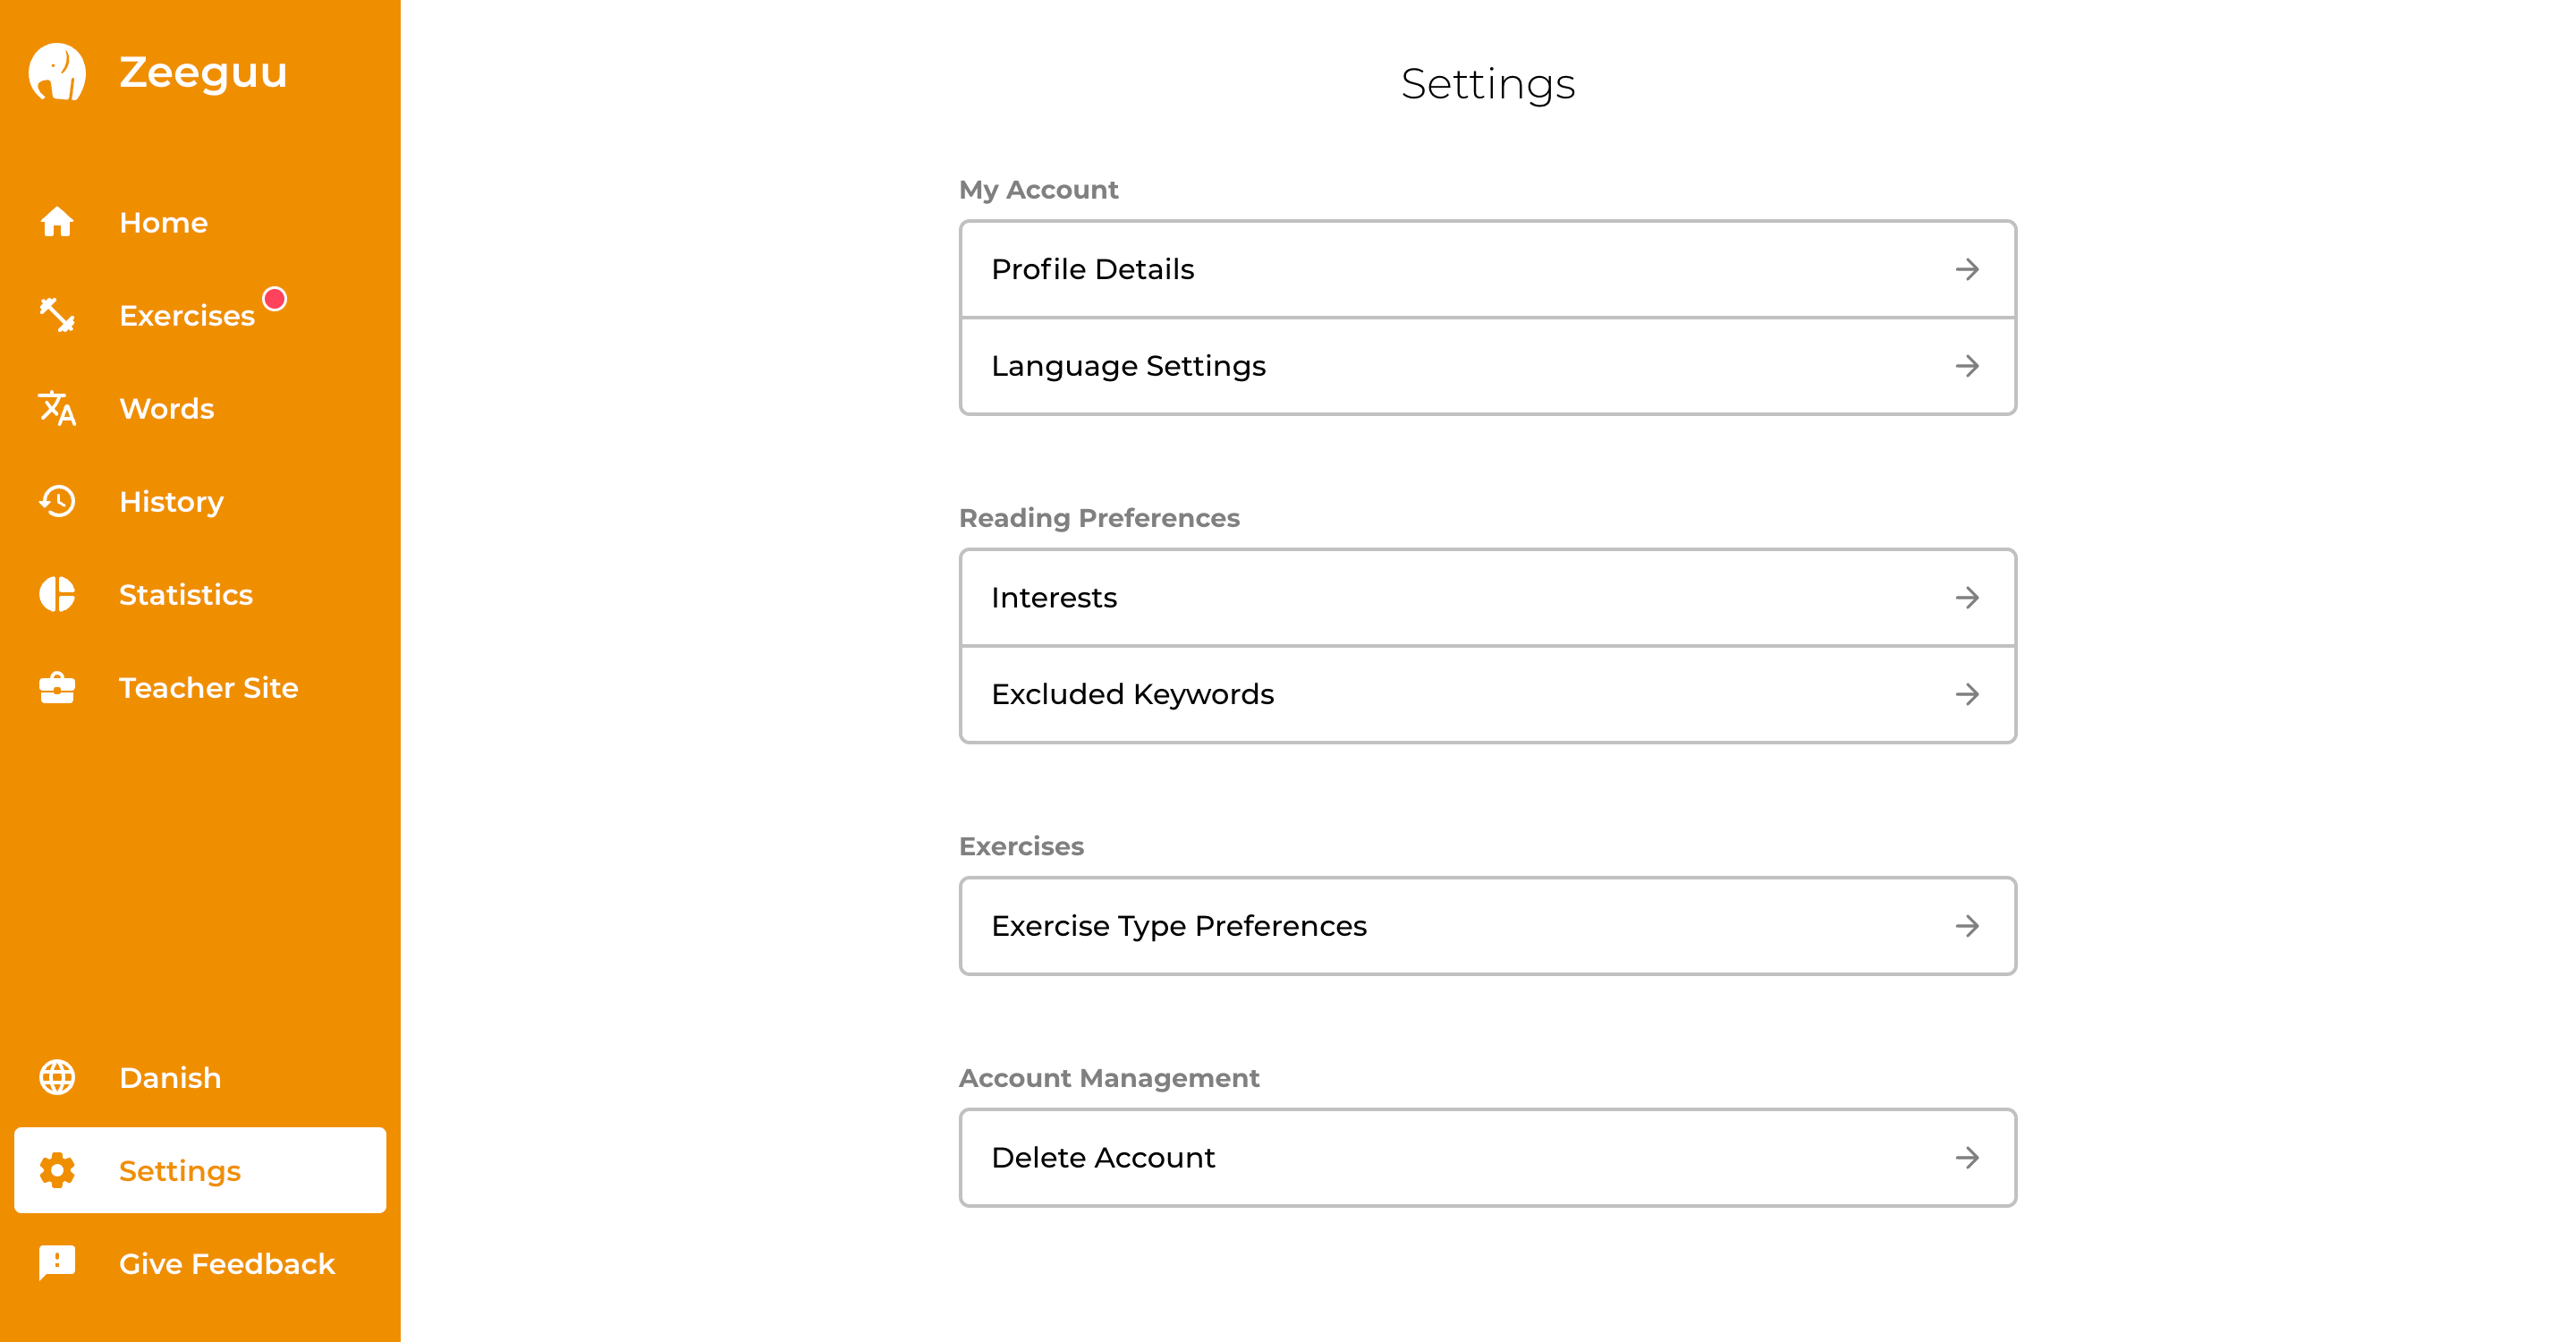 Zeeguu
Home
Exercises
Words
History
Statistics
Teacher Site
Danish
Settings
Give Feedback
Settings
My Account
Profile Details
Language Settings
Reading Preferences
Interests
Excluded Keywords
Exercises
Exercise Type Preferences
Account Management
Delete Account